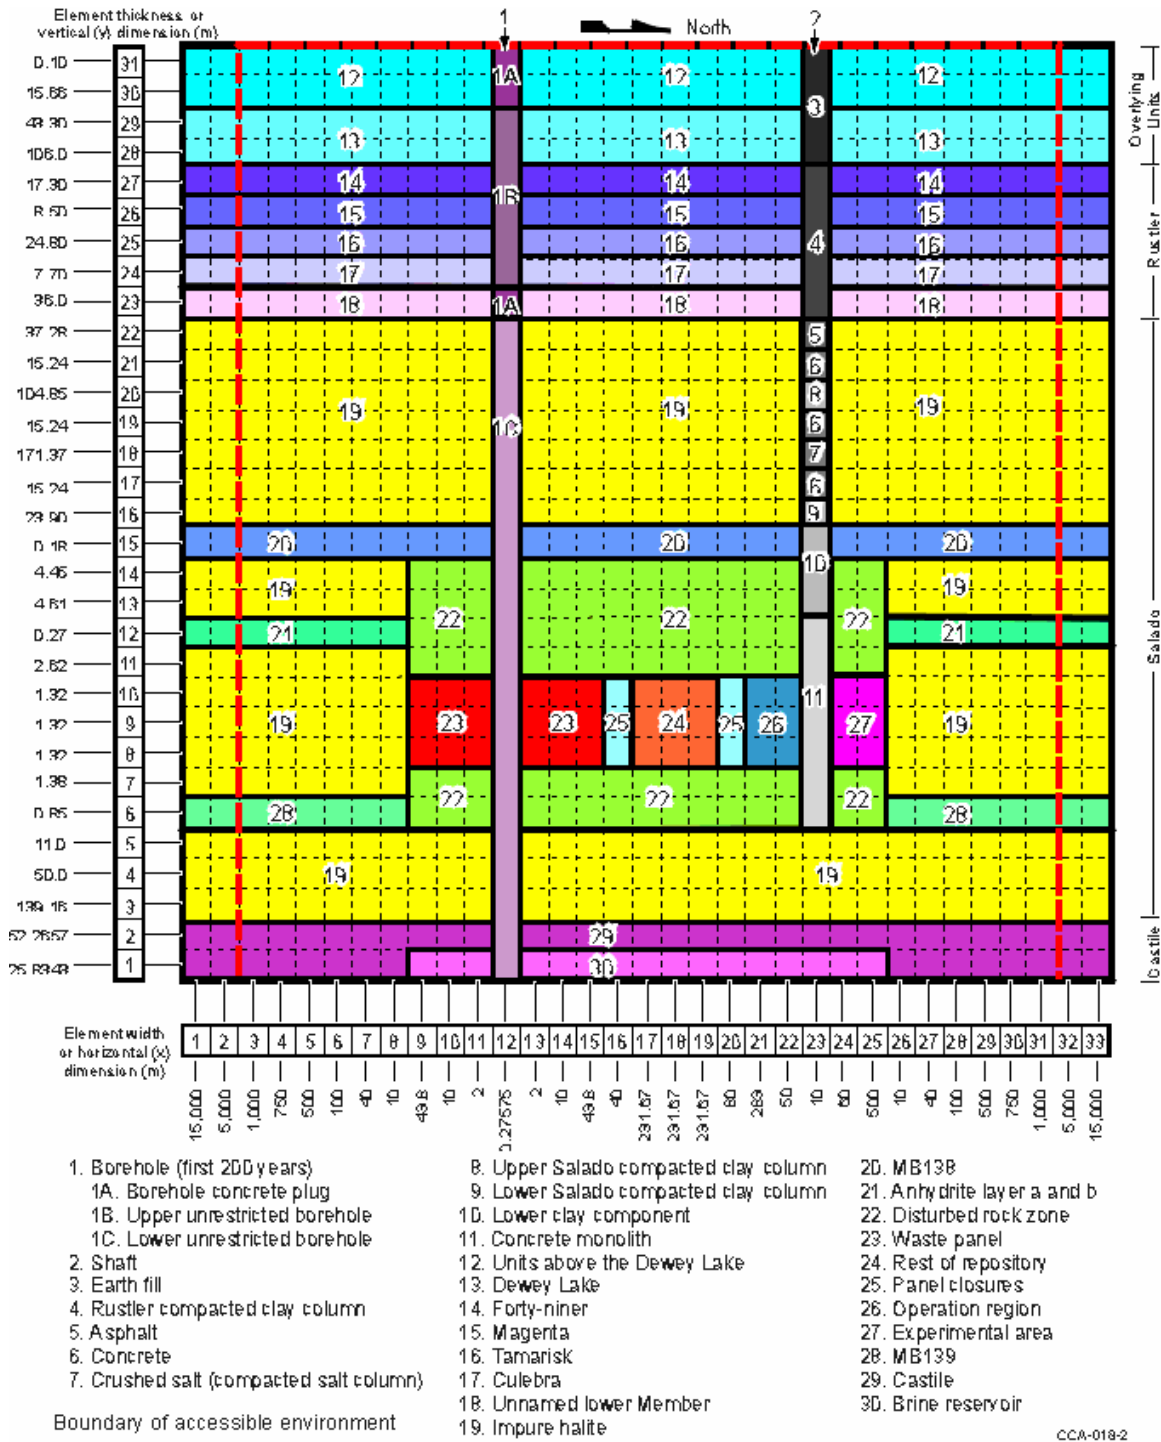 Element thickness or
vertical (y) dimension (m)
1
North
2
0.10 31
15.66 30
43.30 29
106.0 28
17.30 27
8.50 26
24.80 25
7.70 24
36.0 23
37.28 22
15.24 21
104.85 20
15.24 19
171.37 18
15.24 17
23.90 16
0.18 15
4.45 14
4.61 13
0.27 12
2.62 11
1.32 10
1.32 9
1.32 8
1.38 7
0.85 6
11.0 5
50.0 4
139.16 3
2
1
12 1A 12 3 12
13 13 13
14 1B 14 14
15 15 15
16 16 4 16
17 17 17
18 1A 18 18
5
6
19 1C 19 8 19
6
7
6
9
20 20 10 20
19 19
22 22 22
21 21
19 23 23 25 24 25 26 11 27 19
28 22 22 22 28
19 19
29
30
Overlying
Units
Rustler
Salado
Castile
Element width
or horizontal (x)
dimension (m)
1 2 3 4 5 6 7 8 9 10 11 12 13 14 15 16 17 18 19 20 21 22 23 24 25 26 27 28 29 30 31 32 33
15,000 5,000 1,000 750 500 100 40 10 49.8 10 2 0.27575 2 10 49.8 40 291.67 291.67 291.67 80 289 50 10 60 500 10 40 100 500 750 1,000 5,000 15,000
1. Borehole (first 200 years)
1A. Borehole concrete plug
1B. Upper unrestricted borehole
1C. Lower unrestricted borehole
2. Shaft
3. Earth fill
4. Rustler compacted clay column
5. Asphalt
6. Concrete
7. Crushed salt (compacted salt column)
8. Upper Salado compacted clay column
9. Lower Salado compacted clay column
10. Lower clay component
11. Concrete monolith
12. Units above the Dewey Lake
13. Dewey Lake
14. Forty-niner
15. Magenta
16. Tamarisk
17. Culebra
18. Unnamed lower Member
19. Impure halite
20. MB138
21. Anhydrite layer a and b
22. Disturbed rock zone
23. Waste panel
24. Rest of repository
25. Panel closures
26. Operation region
27. Experimental area
28. MB139
29. Castile
30. Brine reservoir
Boundary of accessible environment
CCA-018-2